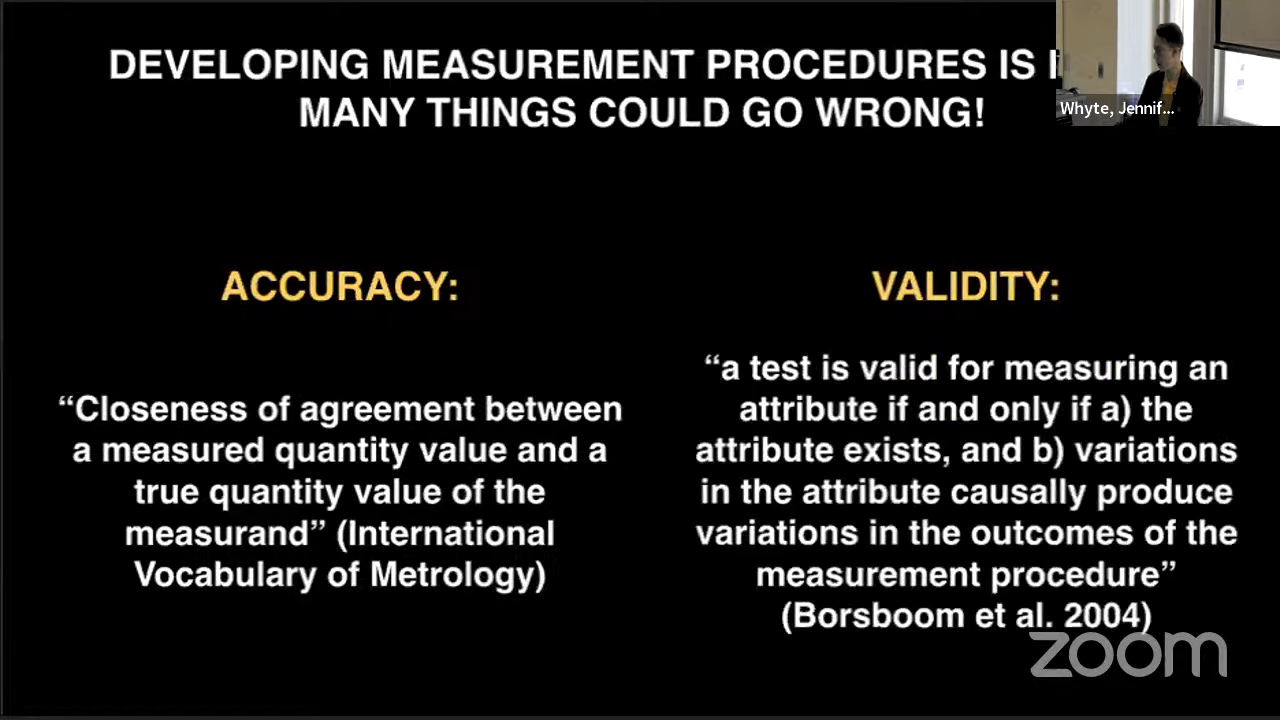 DEVELOPING MEASUREMENT PROCEDURES IS
MANY THINGS COULD GO WRONG!
Whyte, Jennif...
ACCURACY:
“Closeness of agreement between
a measured quantity value and a
true quantity value of the
measurand” (International
Vocabulary of Metrology)
VALIDITY:
“a test is valid for measuring an
attribute if and only if a) the
attribute exists, and b) variations
in the attribute causally produce
variations in the outcomes of the
measurement procedure”
(Borsboom et al. 2004)
zoom